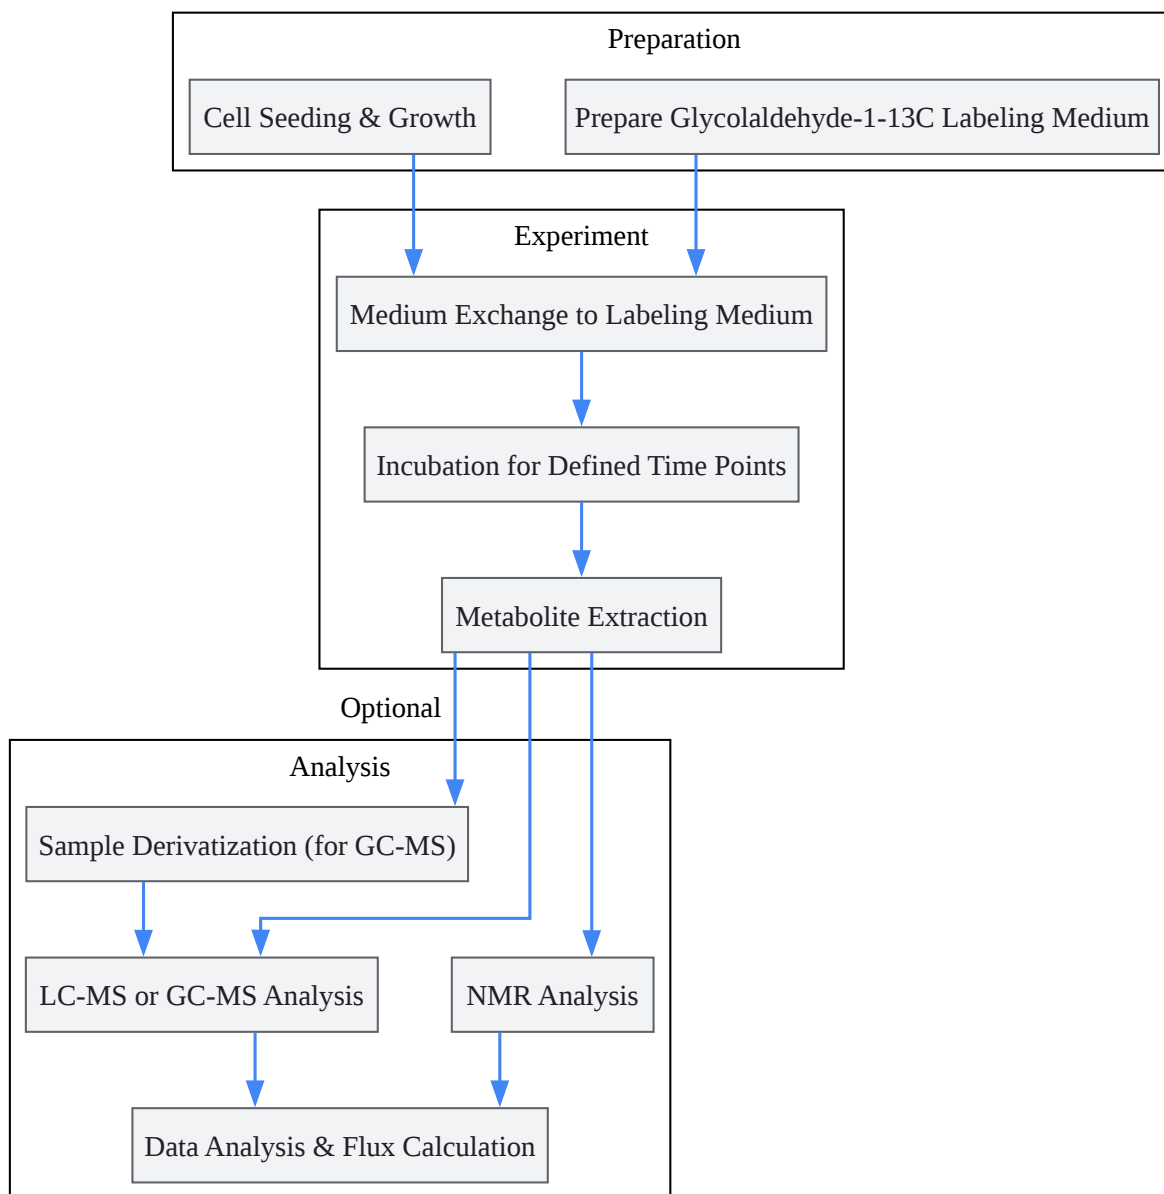 Preparation
Cell Seeding & Growth
Prepare Glycolaldehyde-1-13C Labeling Medium
Experiment
Medium Exchange to Labeling Medium
Incubation for Defined Time Points
Metabolite Extraction
Optional
Analysis
Sample Derivatization (for GC-MS)
LC-MS or GC-MS Analysis
NMR Analysis
Data Analysis & Flux Calculation